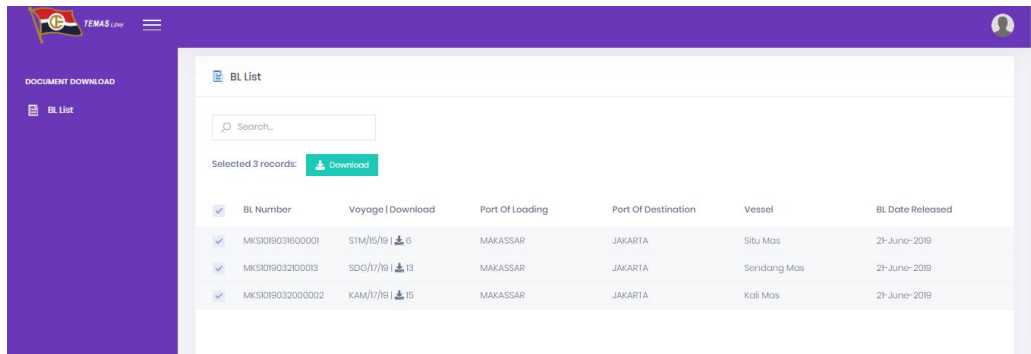 TEMAS LINE
DOCUMENT DOWNLOAD
BL List
BL List
Search...
Selected 3 records: Download
BL Number Voyage | Download Port Of Loading Port Of Destination Vessel BL Date Released
MKS1019031600001 STM/15/19 | 6 MAKASSAR JAKARTA Situ Mas 21-June-2019
MKS1019032100013 SDG/17/19 | 13 MAKASSAR JAKARTA Sendang Mas 21-June-2019
MKS1019032000002 KAM/17/19 | 15 MAKASSAR JAKARTA Kali Mas 21-June-2019